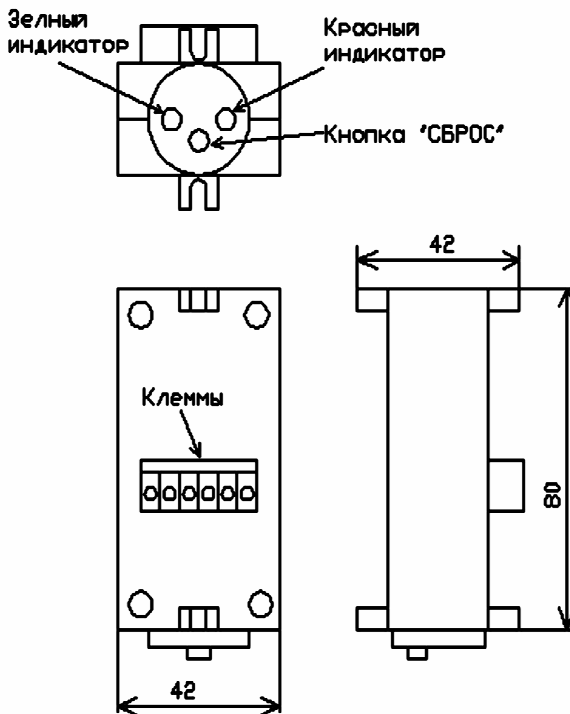 Зелный
индикатор
Красный
индикатор
Кнопка "СБРОС"
42
Клеммы
80
42